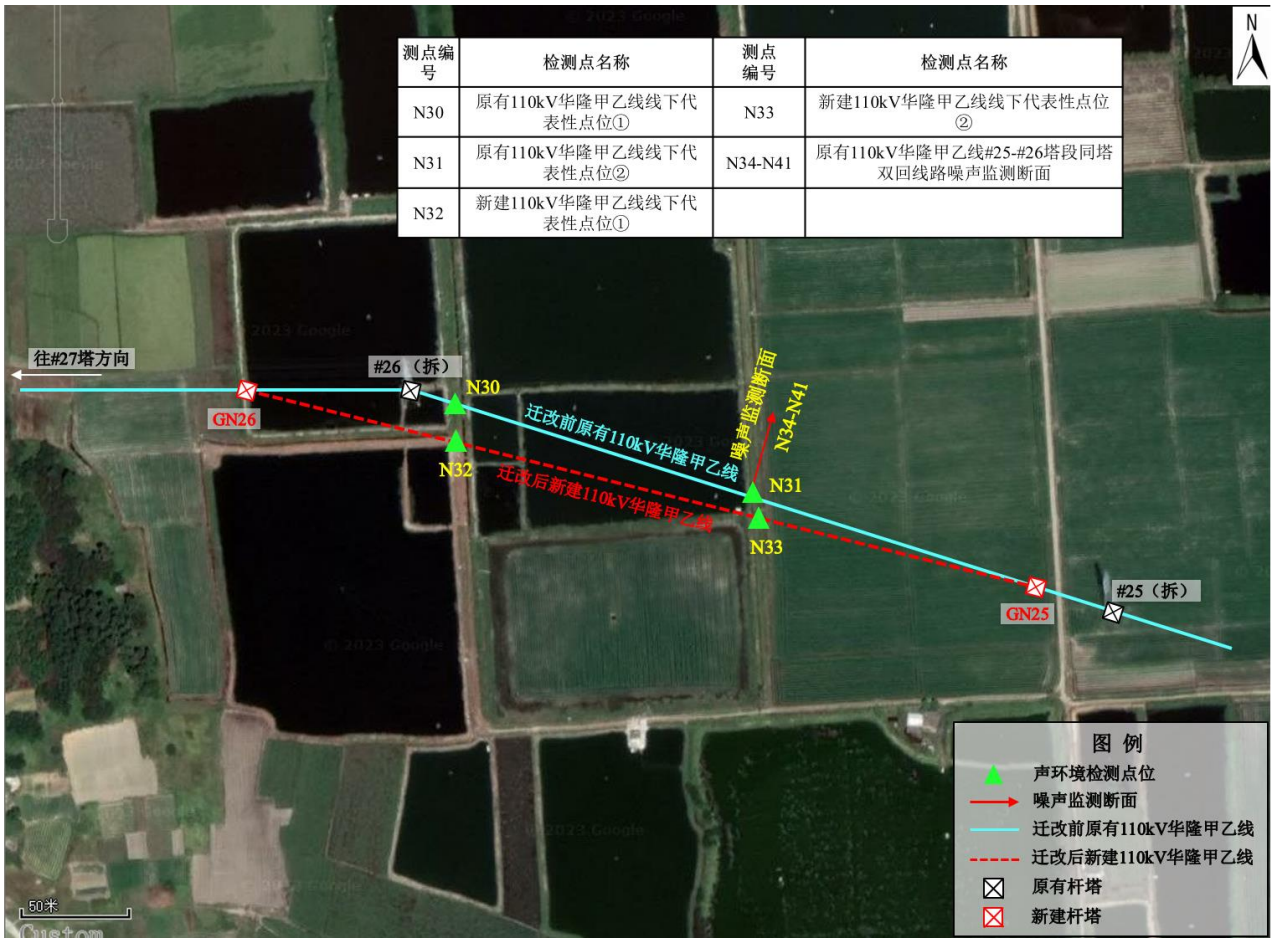 © 2023 Google
N
测点编
号
检测点名称
测点
编号
检测点名称
N30
原有110kV华隆甲乙线线下代
表性点位①
N33
新建110kV华隆甲乙线线下代表性点位
②
N31
原有110kV华隆甲乙线线下代
表性点位②
N34-N41
原有110kV华隆甲乙线#25-#26塔段同塔
双回线路噪声监测断面
N32
新建110kV华隆甲乙线线下代
表性点位①
2023 Google
往#27塔方向
#26（拆）
N30
GN26
N32
迁改前原有110kV华隆甲乙线
噪声监测断面
N34-N41
N31
迁改后新建110kV华隆甲乙线
© 2023 Google
N33
GN25
#25（拆）
© 2023 Google
图 例
声环境检测点位
噪声监测断面
迁改前原有110kV华隆甲乙线
迁改后新建110kV华隆甲乙线
原有杆塔
新建杆塔
© 2023 Google
© 2023 Google
50米
Custom